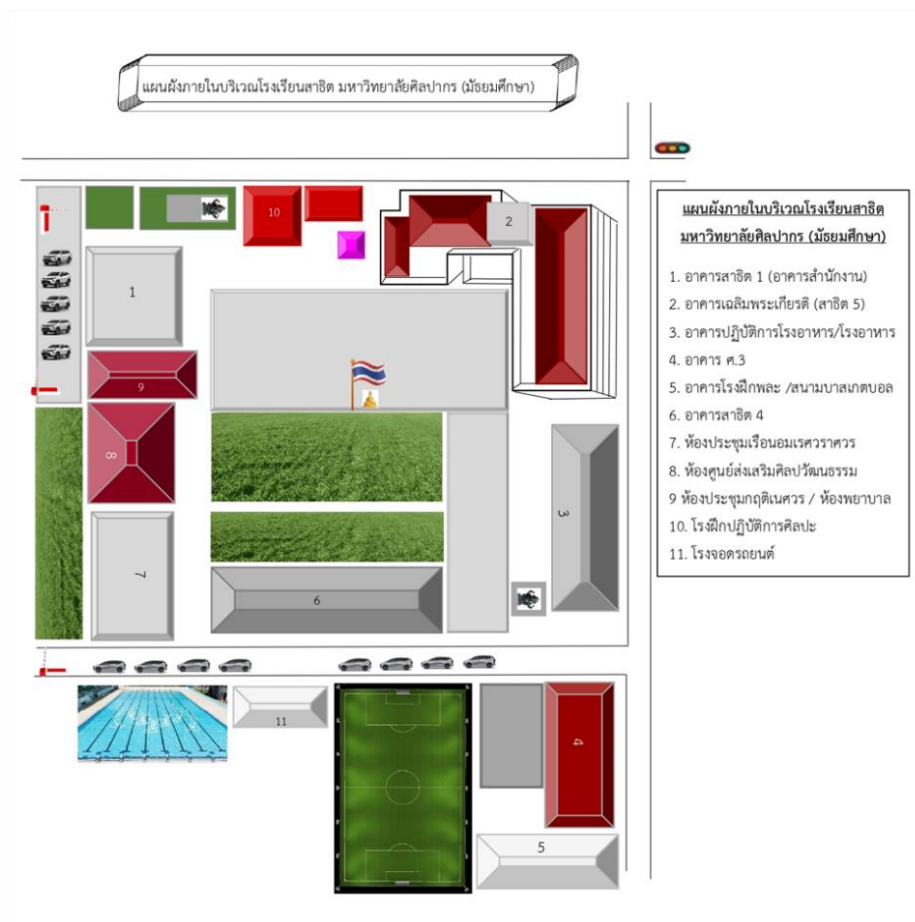 แผนผังภายในบริเวณโรงเรียนสาธิต มหาวิทยาลัยศิลปากร (มัธยมศึกษา)
10
2
1
9
8
3
7
6
11
4
5
แผนผังภายในบริเวณโรงเรียนสาธิต
มหาวิทยาลัยศิลปากร (มัธยมศึกษา)
1. อาคารสาธิต 1 (อาคารสำนักงาน)
2. อาคารเฉลิมพระเกียรติ (สาธิต 5)
3. อาคารปฏิบัติการโรงอาหาร/โรงอาหาร
4. อาคาร ศ.3
5. อาคารโรงฝึกพละ /สนามบาสเกตบอล
6. อาคารสาธิต 4
7. ห้องประชุมเรือนอมเรศวราศวร
8. ห้องศูนย์ส่งเสริมศิลปวัฒนธรรม
9 ห้องประชุมกฤติเนศวร / ห้องพยาบาล
10. โรงฝึกปฏิบัติการศิลปะ
11. โรงจอดรถยนต์